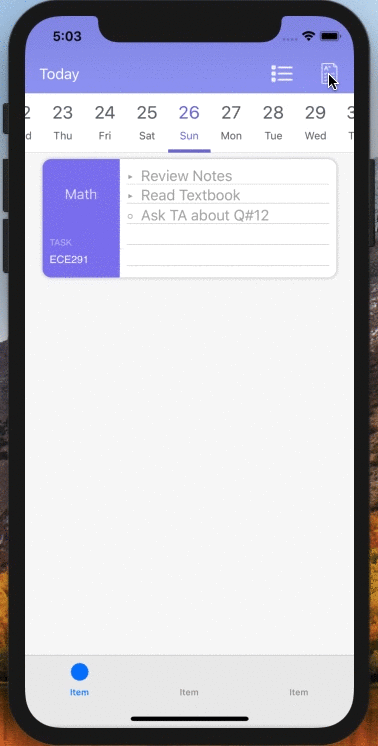 5:03
Today
2 23 24 25 26 27 28 29 3
d Thu Fri Sat Sun Mon Tue Wed T
Math
TASK
ECE291
▸ Review Notes
▸ Read Textbook
○ Ask TA about Q#12
Item Item Item